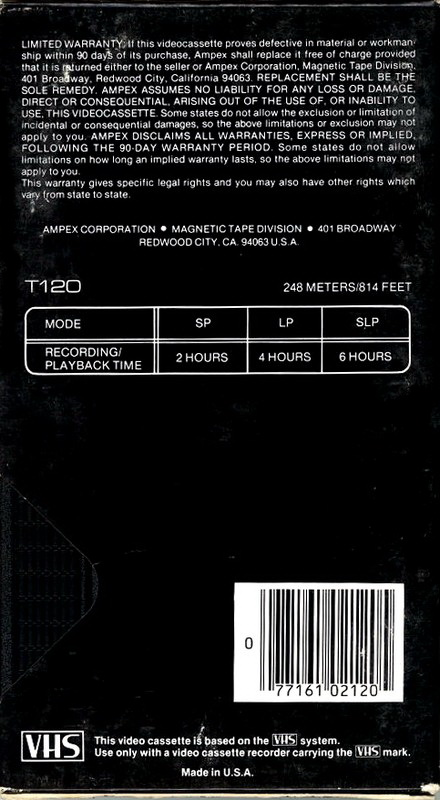 LIMITED WARRANTY: If this videocassette proves defective in material or workman-
ship within 90 days of its purchase, Ampex shall replace it free of charge provided
that it is returned either to the seller or Ampex Corporation, Magnetic Tape Division,
401 Broadway, Redwood City, California 94063. REPLACEMENT SHALL BE THE
SOLE REMEDY. AMPEX ASSUMES NO LIABILITY FOR ANY LOSS OR DAMAGE,
DIRECT OR CONSEQUENTIAL, ARISING OUT OF THE USE OF, OR INABILITY TO
USE, THIS VIDEOCASSETTE. Some states do not allow the exclusion or limitation of
incidental or consequential damages, so the above limitations or exclusion may not
apply to you. AMPEX DISCLAIMS ALL WARRANTIES, EXPRESS OR IMPLIED,
FOLLOWING THE 90-DAY WARRANTY PERIOD. Some states do not allow
limitations on how long an implied warranty lasts, so the above limitations may not
apply to you.
This warranty gives specific legal rights and you may also have other rights which
vary from state to state.
AMPEX CORPORATION ● MAGNETIC TAPE DIVISION ● 401 BROADWAY
REDWOOD CITY, CA. 94063 U.S.A.
T120 248 METERS/814 FEET
MODE SP LP SLP
RECORDING/
PLAYBACK TIME 2 HOURS 4 HOURS 6 HOURS
0 77161 02120
VHS This video cassette is based on the VHS system.
Use only with a video cassette recorder carrying the VHS mark.
Made in U.S.A.